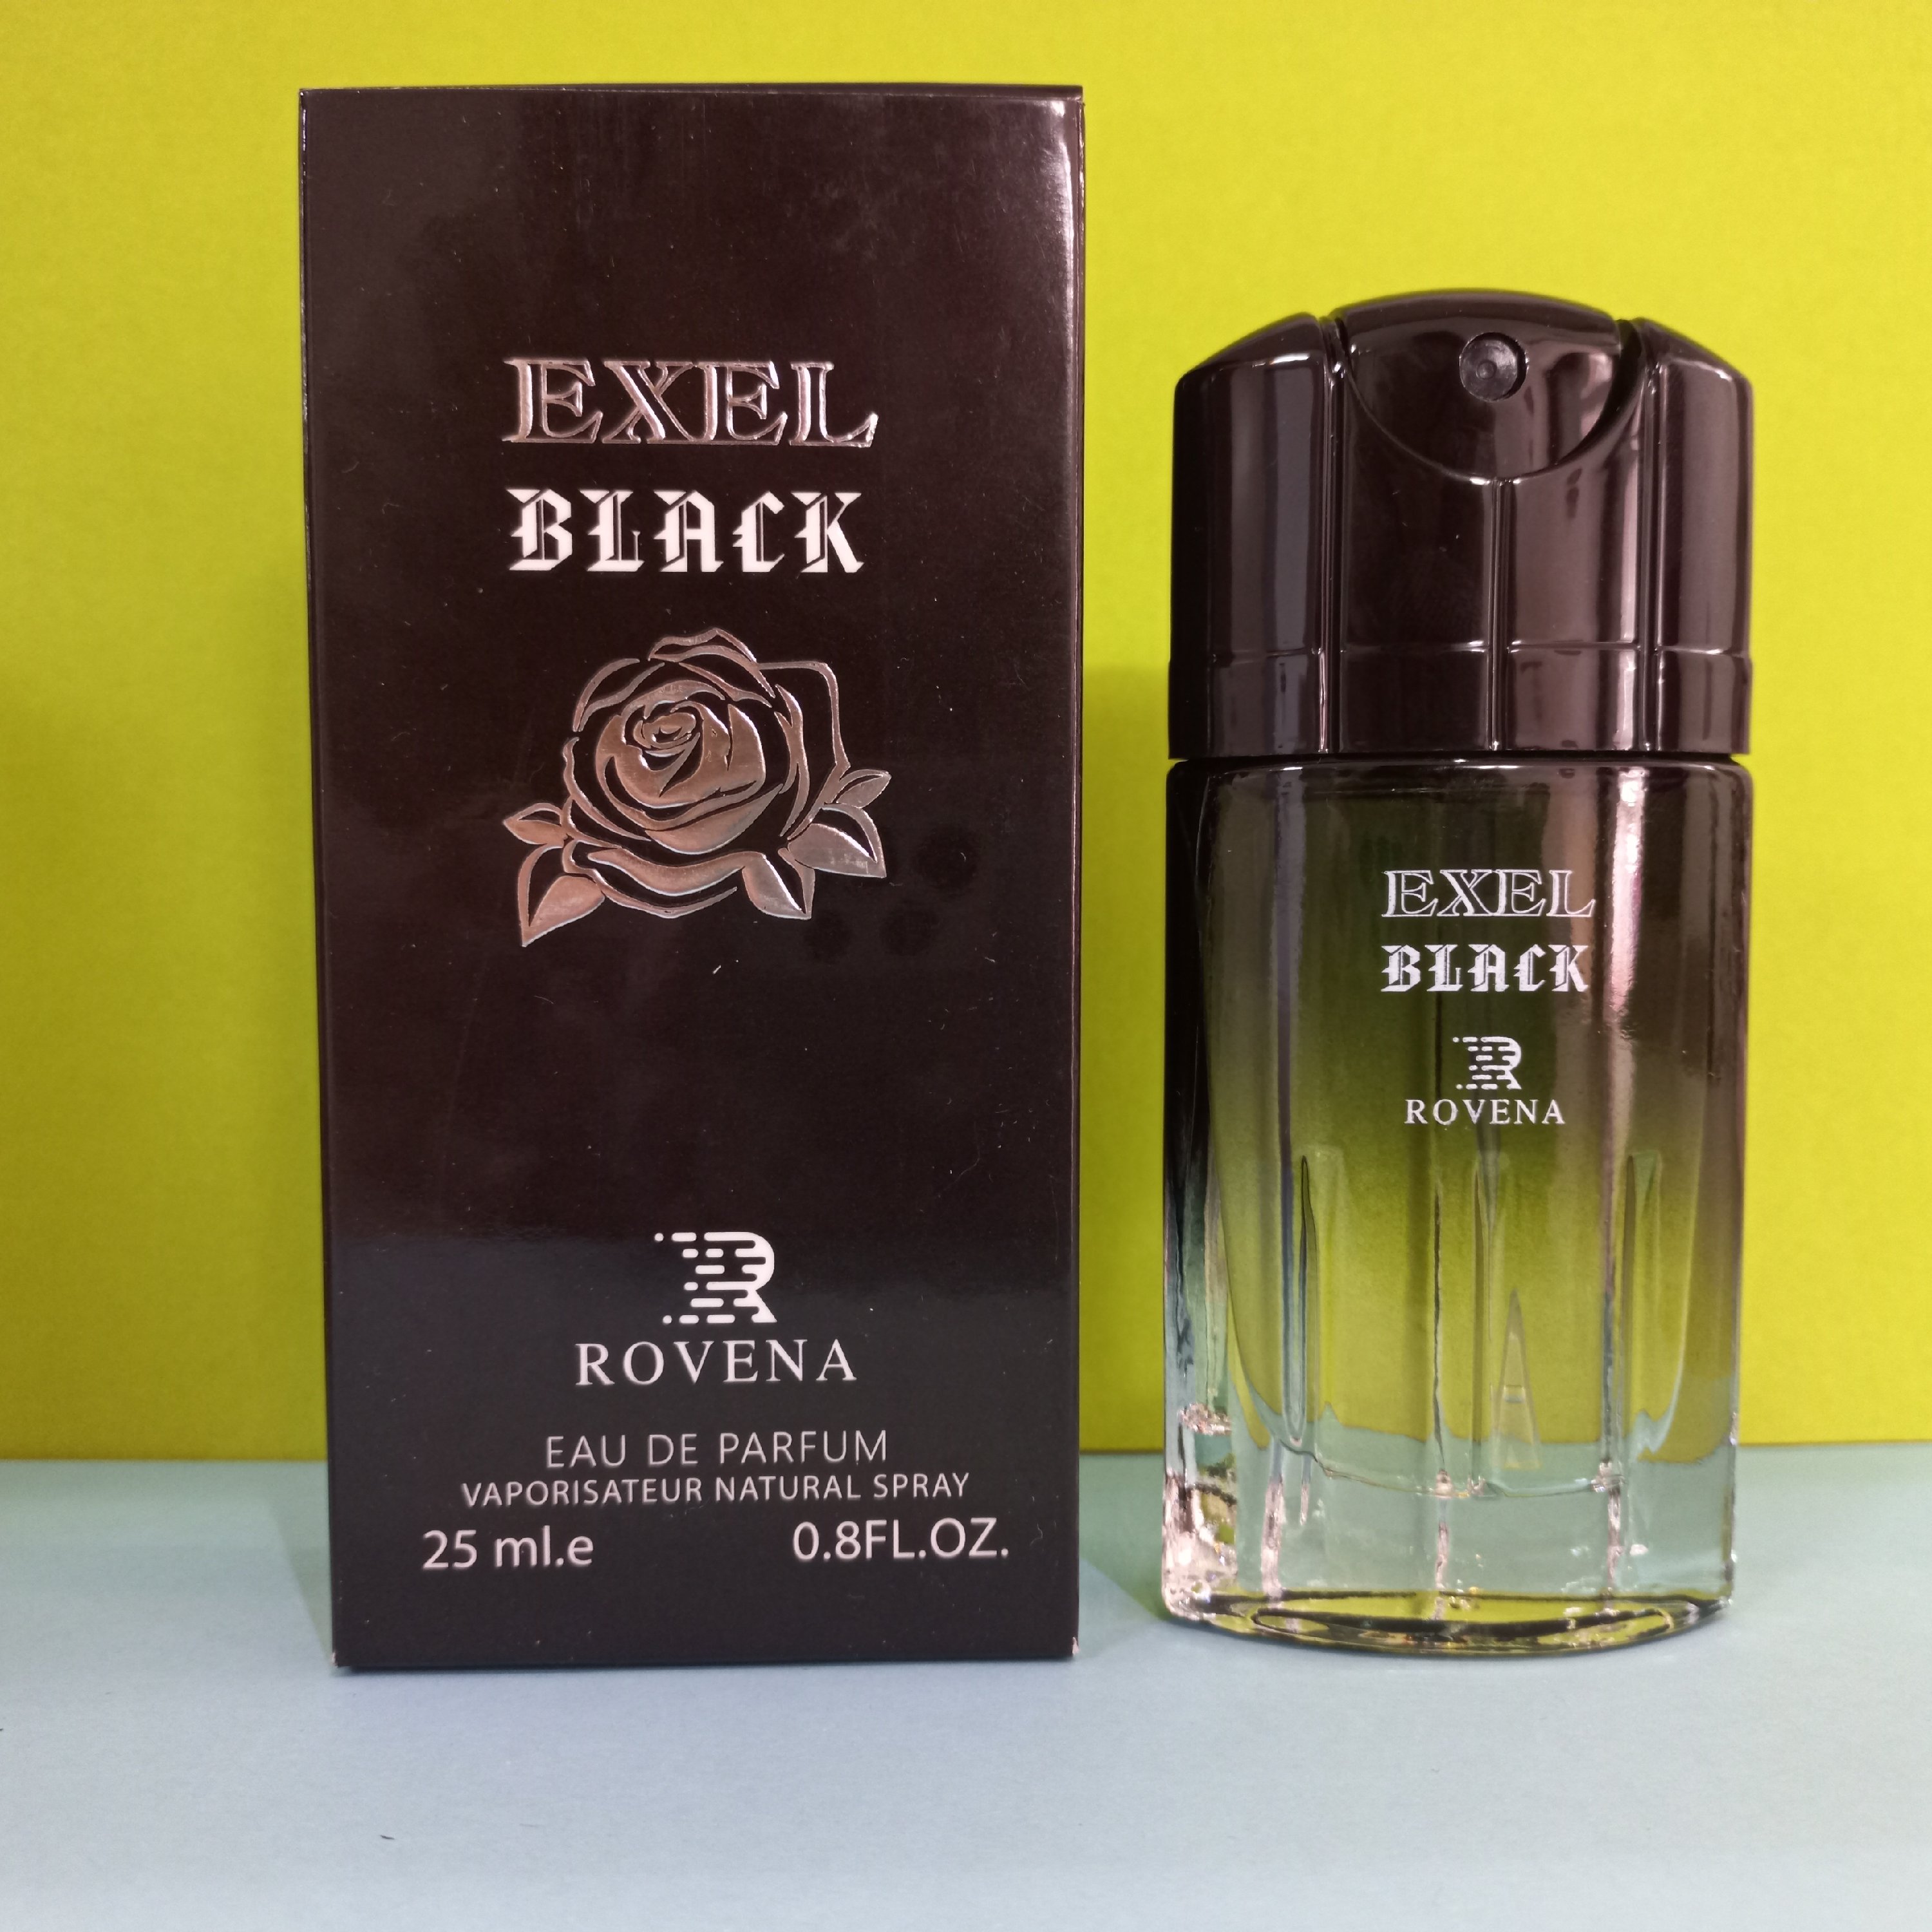 EXEL
BLACK
ROVENA
EAU DE PARFUM
VAPORISATEUR NATURAL SPRAY
25 ml.e 0.8FL.OZ.
EXEL
BLACK
R
ROVENA